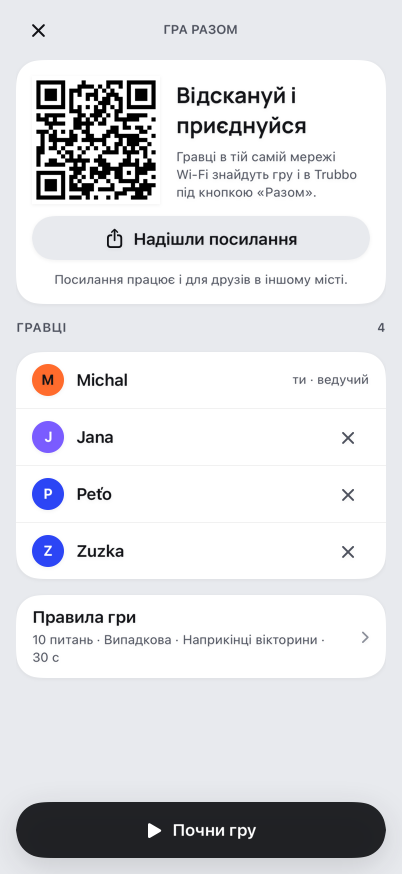 ГРА РАЗОМ
Відскануй і
приєднуйся
Гравці в тій самій мережі
Wi-Fi знайдуть гру і в Trubbo
під кнопкою «Разом».
Надішли посилання
Посилання працює і для друзів в іншому місті.
ГРАВЦІ 4
M Michal ти · ведучий
J Jana
P Peťo
Z Zuzka
Правила гри
10 питань · Випадкова · Наприкінці вікторини ·
30 с
Почни гру